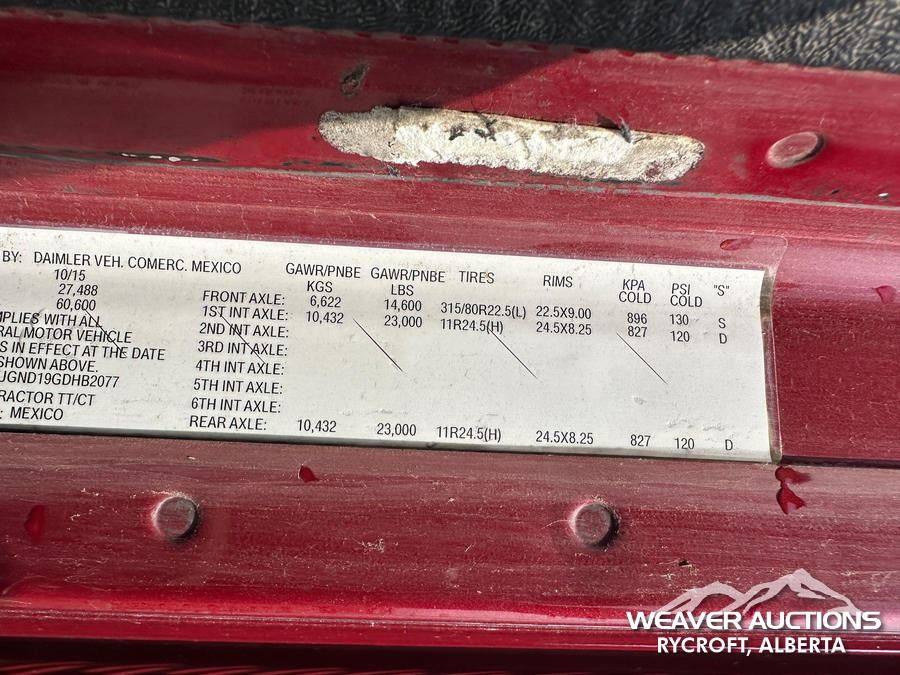 BY: DAIMLER VEH. COMERC. MEXICO
10/15
27,488
60,600
MPLIES WITH ALL
RAL MOTOR VEHICLE
S IN EFFECT AT THE DATE
SHOWN ABOVE.
JGND19GDHB2077
RACTOR TT/CT
: MEXICO
GAWR/PNBE GAWR/PNBE TIRES RIMS KPA PSI "S"
KGS LBS COLD COLD
FRONT AXLE: 6,622 14,600 315/80R22.5(L) 22.5X9.00 896 130 S
1ST INT AXLE: 10,432 23,000 11R24.5(H) 24.5X8.25 827 120 D
2ND INT AXLE:
3RD INT AXLE:
4TH INT AXLE:
5TH INT AXLE:
6TH INT AXLE:
REAR AXLE: 10,432 23,000 11R24.5(H) 24.5X8.25 827 120 D
WEAVER AUCTIONS
RYCROFT, ALBERTA